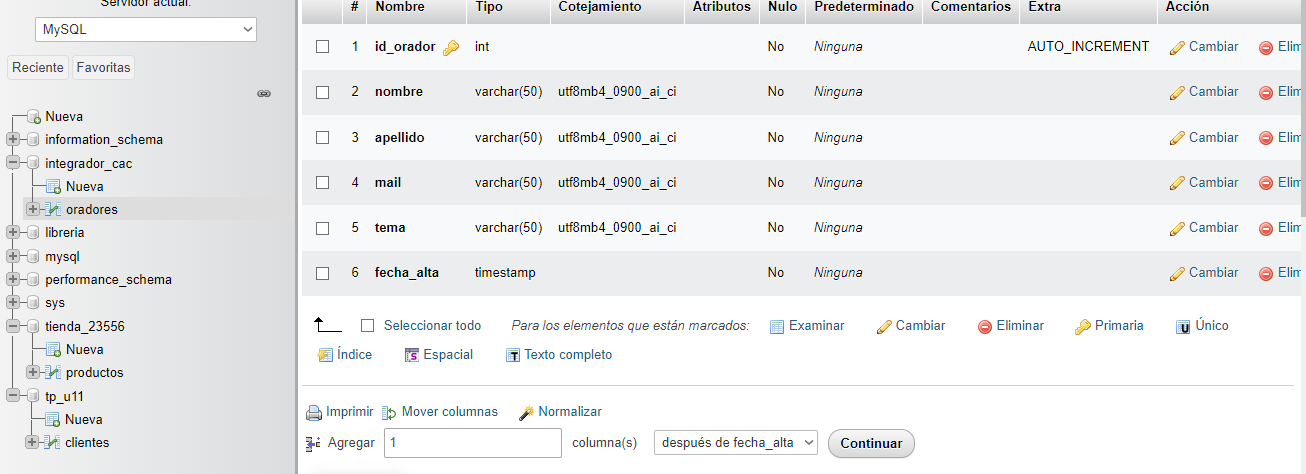 Servidor actual:
MySQL
Reciente Favoritas
Nueva
information_schema
integrador_cac
Nueva
oradores
libreria
mysql
performance_schema
sys
tienda_23556
Nueva
productos
tp_u11
Nueva
clientes
# Nombre Tipo Cotejamiento Atributos Nulo Predeterminado Comentarios Extra Acción
1 id_orador int No Ninguna AUTO_INCREMENT Cambiar Elim
2 nombre varchar(50) utf8mb4_0900_ai_ci No Ninguna Cambiar Elim
3 apellido varchar(50) utf8mb4_0900_ai_ci No Ninguna Cambiar Elim
4 mail varchar(50) utf8mb4_0900_ai_ci No Ninguna Cambiar Elim
5 tema varchar(50) utf8mb4_0900_ai_ci No Ninguna Cambiar Elim
6 fecha_alta timestamp No Ninguna Cambiar Elim
Seleccionar todo Para los elementos que están marcados: Examinar Cambiar Eliminar Primaria Único
Índice Espacial Texto completo
Imprimir Mover columnas Normalizar
Agregar 1 columna(s) después de fecha_alta Continuar